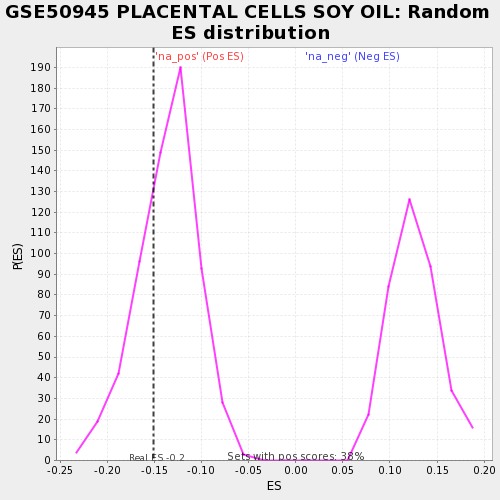 GSE50945 PLACENTAL CELLS SOY OIL: Random
ES distribution
'na_pos' (Pos ES)
'na_neg' (Neg ES)
190
180
170
160
150
140
130
120
110
100
90
80
70
60
50
40
30
20
10
0
P(ES)
Real ES -0.2
Sets with pos scores: 38%
-0.25 -0.20 -0.15 -0.10 -0.05 0.00 0.05 0.10 0.15 0.20
ES